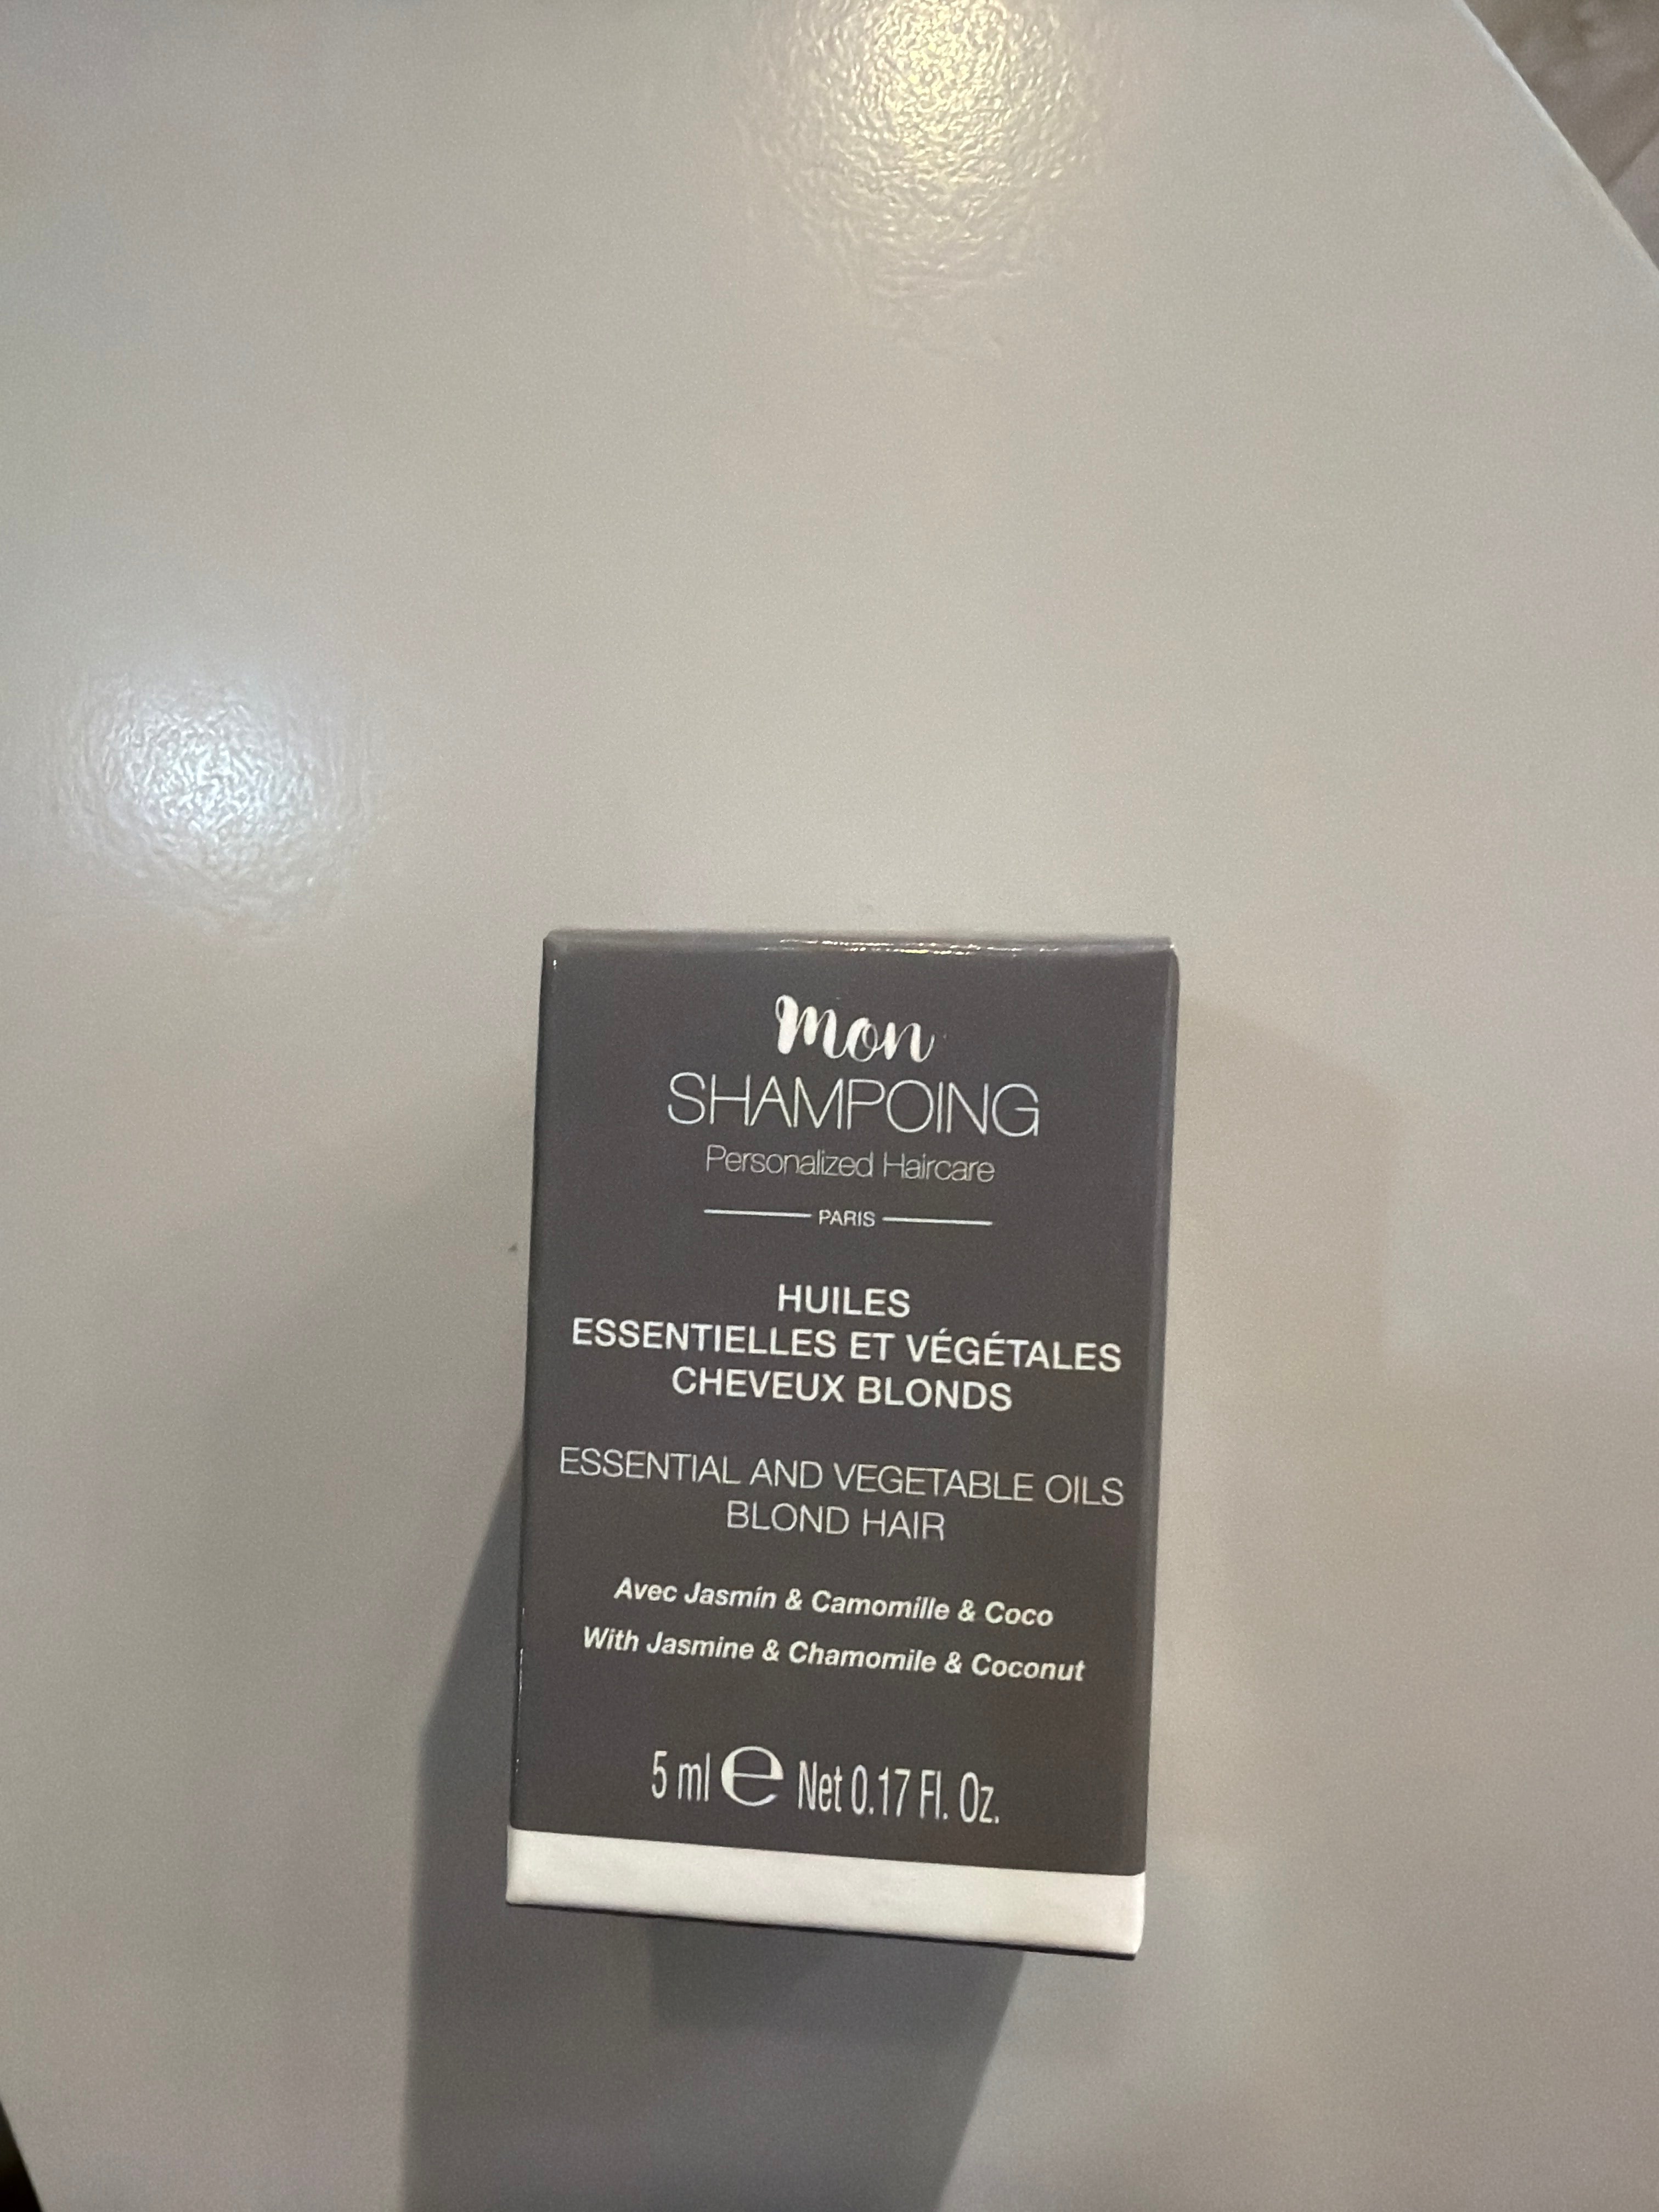 mon
SHAMPOING
Personalized Haircare
PARIS
HUILES
ESSENTIELLES ET VÉGÉTALES
CHEVEUX BLONDS
ESSENTIAL AND VEGETABLE OILS
BLOND HAIR
Avec Jasmin & Camomille & Coco
With Jasmine & Chamomile & Coconut
5 ml e Net 0.17 Fl. Oz.